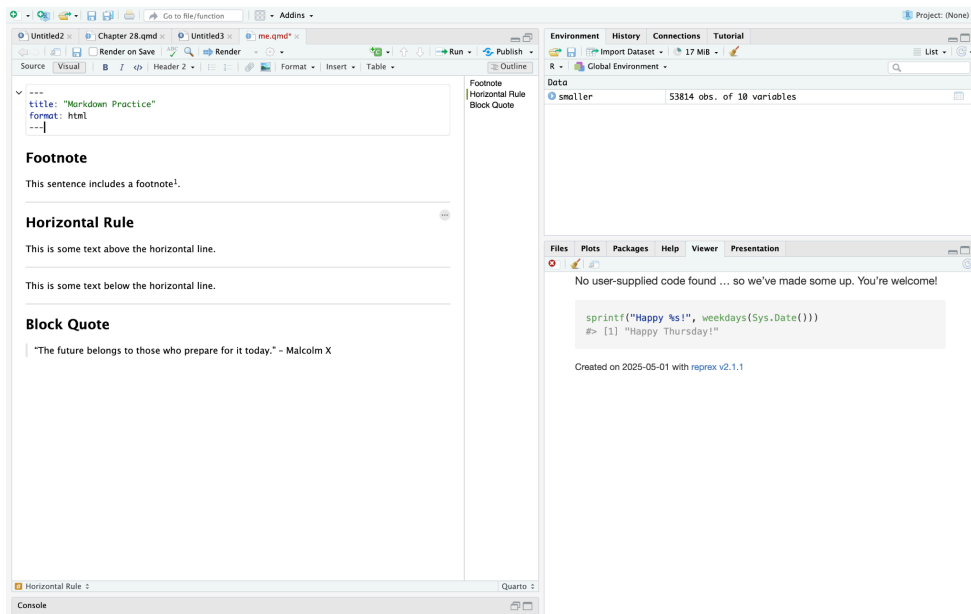 Go to file/function
Addins
Project: (None)
Untitled2
Chapter 28.qmd
Untitled3
me.qmd*
Render on Save
ABC
Render
Run
Publish
Source
Visual
B
I
</>
Header 2
Format
Insert
Table
Outline
---
title: "Markdown Practice"
format: html
---
Footnote
This sentence includes a footnote¹.
Horizontal Rule
This is some text above the horizontal line.
This is some text below the horizontal line.
Block Quote
"The future belongs to those who prepare for it today." – Malcolm X
Footnote
Horizontal Rule
Block Quote
Horizontal Rule
Quarto
Console
Environment
History
Connections
Tutorial
Import Dataset
17 MiB
List
R
Global Environment
Data
smaller
53814 obs. of 10 variables
Files
Plots
Packages
Help
Viewer
Presentation
No user-supplied code found … so we've made some up. You're welcome!
sprintf("Happy %s!", weekdays(Sys.Date()))
#> [1] "Happy Thursday!"
Created on 2025-05-01 with reprex v2.1.1